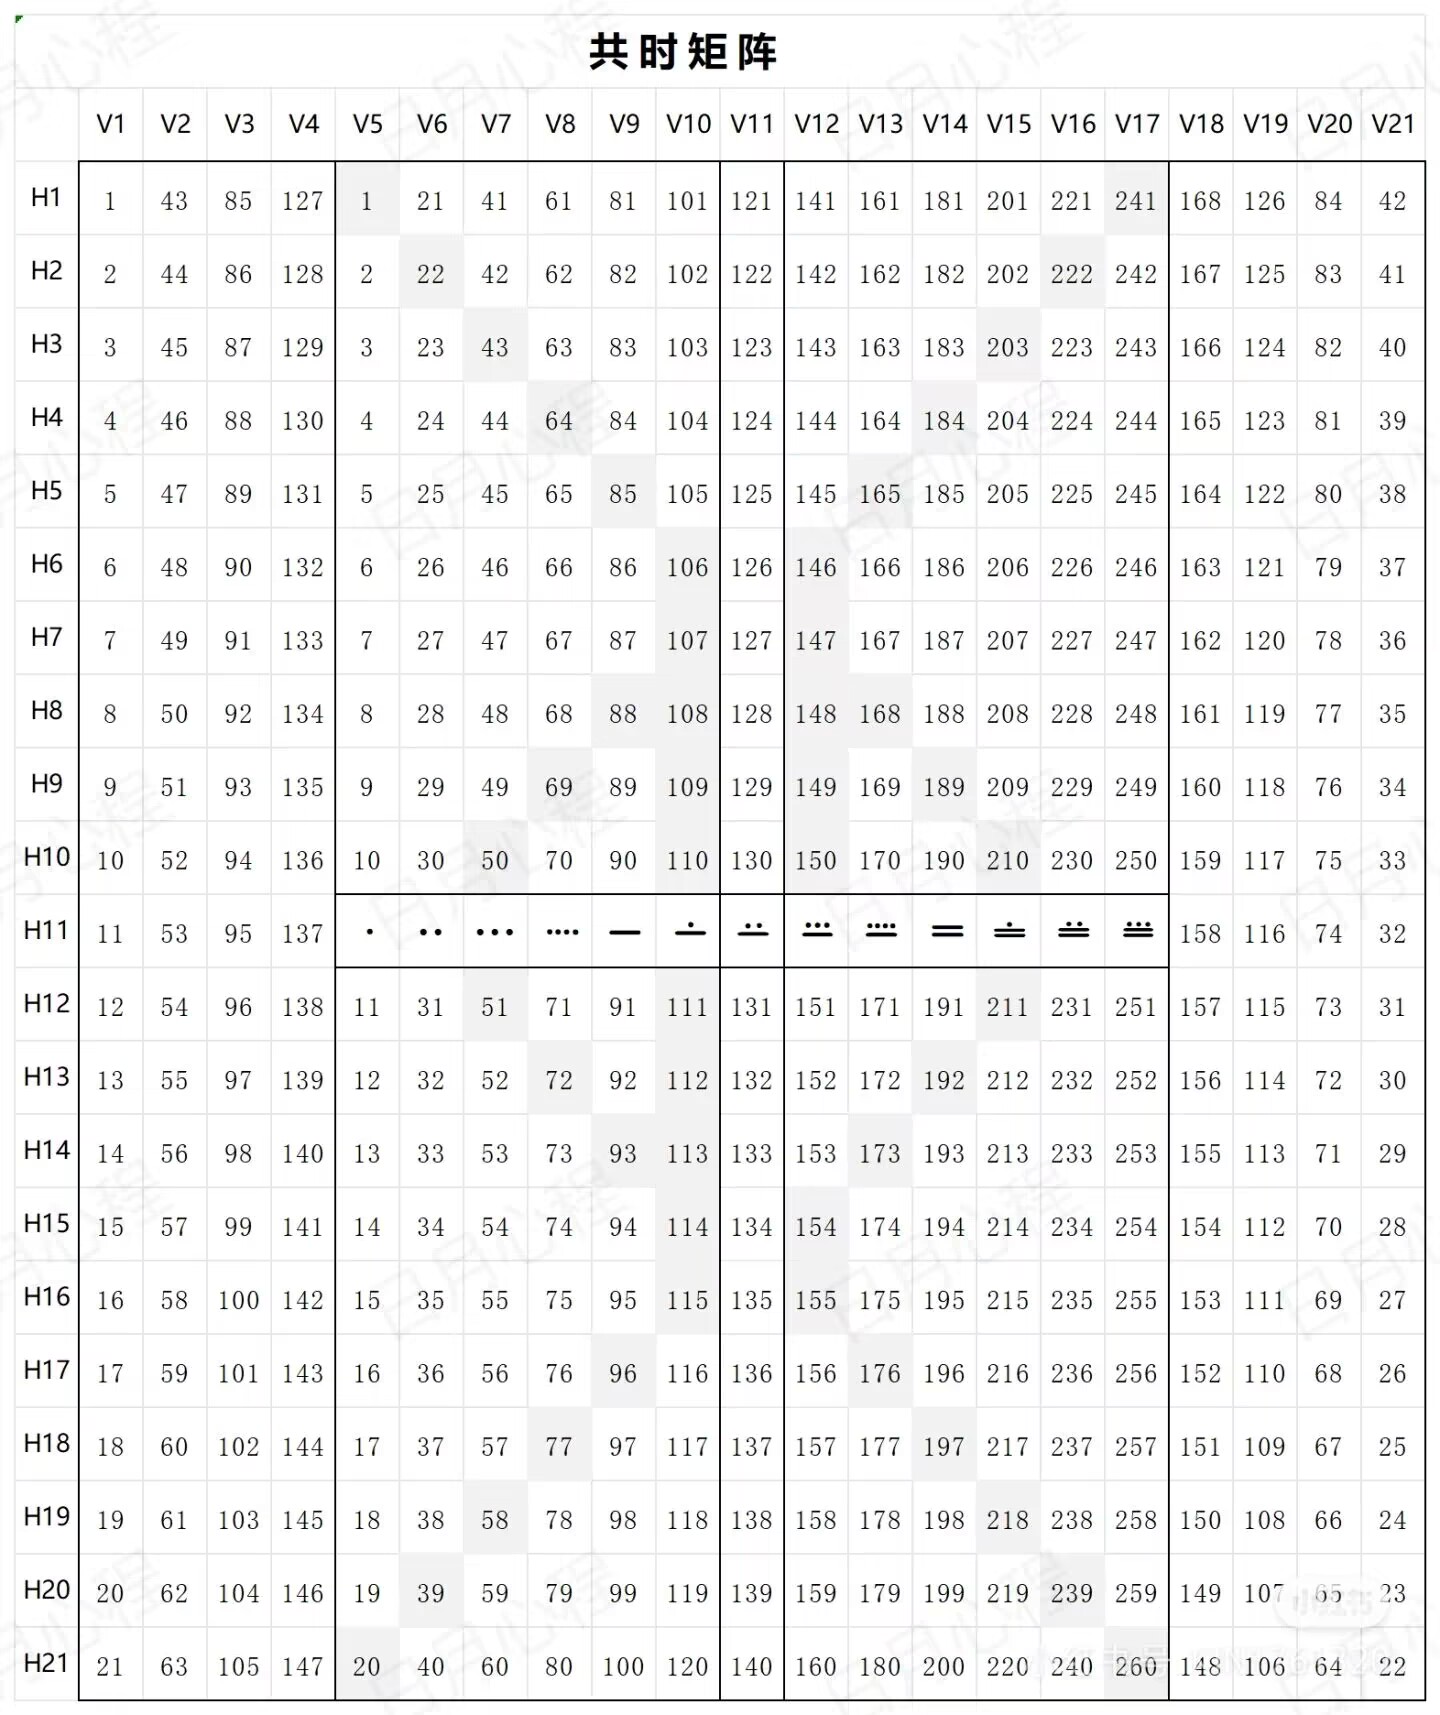 共时矩阵
V1 V2 V3 V4 V5 V6 V7 V8 V9 V10 V11 V12 V13 V14 V15 V16 V17 V18 V19 V20 V21
H1 1 43 85 127 1 21 41 61 81 101 121 141 161 181 201 221 241 168 126 84 42
H2 2 44 86 128 2 22 42 62 82 102 122 142 162 182 202 222 242 167 125 83 41
H3 3 45 87 129 3 23 43 63 83 103 123 143 163 183 203 223 243 166 124 82 40
H4 4 46 88 130 4 24 44 64 84 104 124 144 164 184 204 224 244 165 123 81 39
H5 5 47 89 131 5 25 45 65 85 105 125 145 165 185 205 225 245 164 122 80 38
H6 6 48 90 132 6 26 46 66 86 106 126 146 166 186 206 226 246 163 121 79 37
H7 7 49 91 133 7 27 47 67 87 107 127 147 167 187 207 227 247 162 120 78 36
H8 8 50 92 134 8 28 48 68 88 108 128 148 168 188 208 228 248 161 119 77 35
H9 9 51 93 135 9 29 49 69 89 109 129 149 169 189 209 229 249 160 118 76 34
H10 10 52 94 136 10 30 50 70 90 110 130 150 170 190 210 230 250 159 117 75 33
H11 11 53 95 137 158 116 74 32
H12 12 54 96 138 11 31 51 71 91 111 131 151 171 191 211 231 251 157 115 73 31
H13 13 55 97 139 12 32 52 72 92 112 132 152 172 192 212 232 252 156 114 72 30
H14 14 56 98 140 13 33 53 73 93 113 133 153 173 193 213 233 253 155 113 71 29
H15 15 57 99 141 14 34 54 74 94 114 134 154 174 194 214 234 254 154 112 70 28
H16 16 58 100 142 15 35 55 75 95 115 135 155 175 195 215 235 255 153 111 69 27
H17 17 59 101 143 16 36 56 76 96 116 136 156 176 196 216 236 256 152 110 68 26
H18 18 60 102 144 17 37 57 77 97 117 137 157 177 197 217 237 257 151 109 67 25
H19 19 61 103 145 18 38 58 78 98 118 138 158 178 198 218 238 258 150 108 66 24
H20 20 62 104 146 19 39 59 79 99 119 139 159 179 199 219 239 259 149 107 65 23
H21 21 63 105 147 20 40 60 80 100 120 140 160 180 200 220 240 260 148 106 64 22
日月心程
小红书